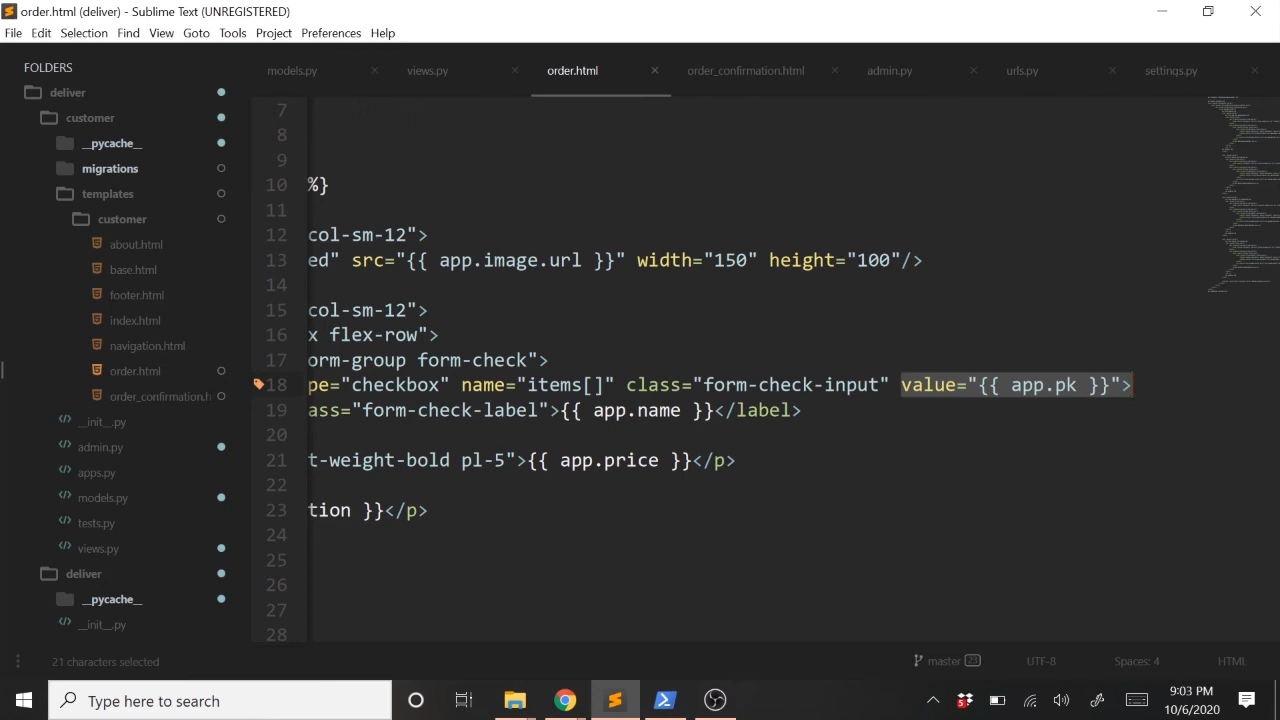 order.html (deliver) - Sublime Text (UNREGISTERED)
File Edit Selection Find View Goto Tools Project Preferences Help
FOLDERS
deliver
customer
__pycache__
migrations
templates
customer
about.html
base.html
footer.html
index.html
navigation.html
order.html
order_confirmation.h
__init__.py
admin.py
apps.py
models.py
tests.py
views.py
deliver
__pycache__
__init__.py
models.py views.py order.html order_confirmation.html admin.py urls.py settings.py
7
8
9
10 %}
11
12 col-sm-12">
13 ed" src="{{ app.image.url }}" width="150" height="100"/>
14
15 col-sm-12">
16 x flex-row">
17 orm-group form-check">
18 pe="checkbox" name="items[]" class="form-check-input" value="{{ app.pk }}">
19 ass="form-check-label">{{ app.name }}</label>
20
21 t-weight-bold pl-5">{{ app.price }}</p>
22
23 tion }}</p>
24
25
26
27
28
21 characters selected
master 23 UTF-8 Spaces: 4 HTML
Type here to search
9:03 PM
10/6/2020